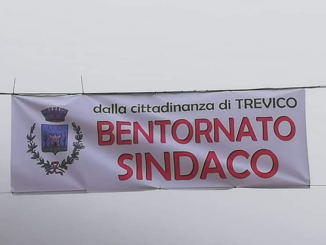 dalla cittadinanza di TREVICO
BENTORNATO
SINDACO